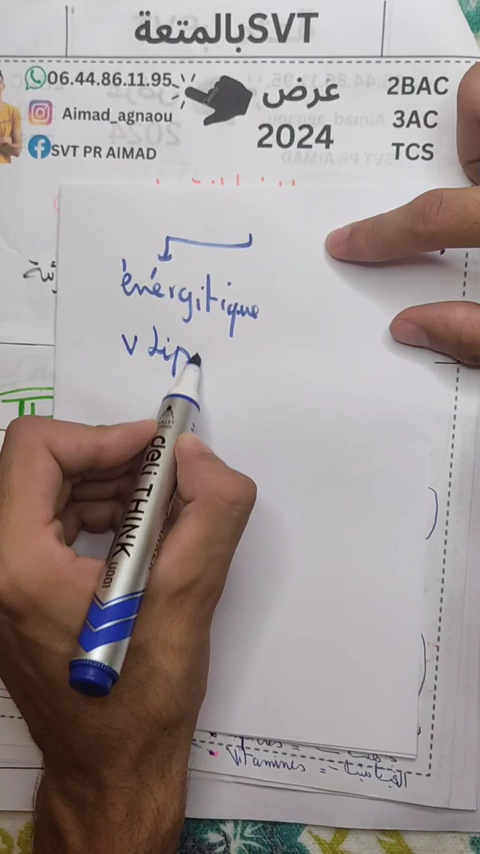 SVTبالمتعة
06.44.86.11.95
Aimad_agnaou
SVT PR AIMAD
عرض
2024
2BAC
3AC
TCS
énérgitique
v Lip
deli THINK U001
Vitamines =